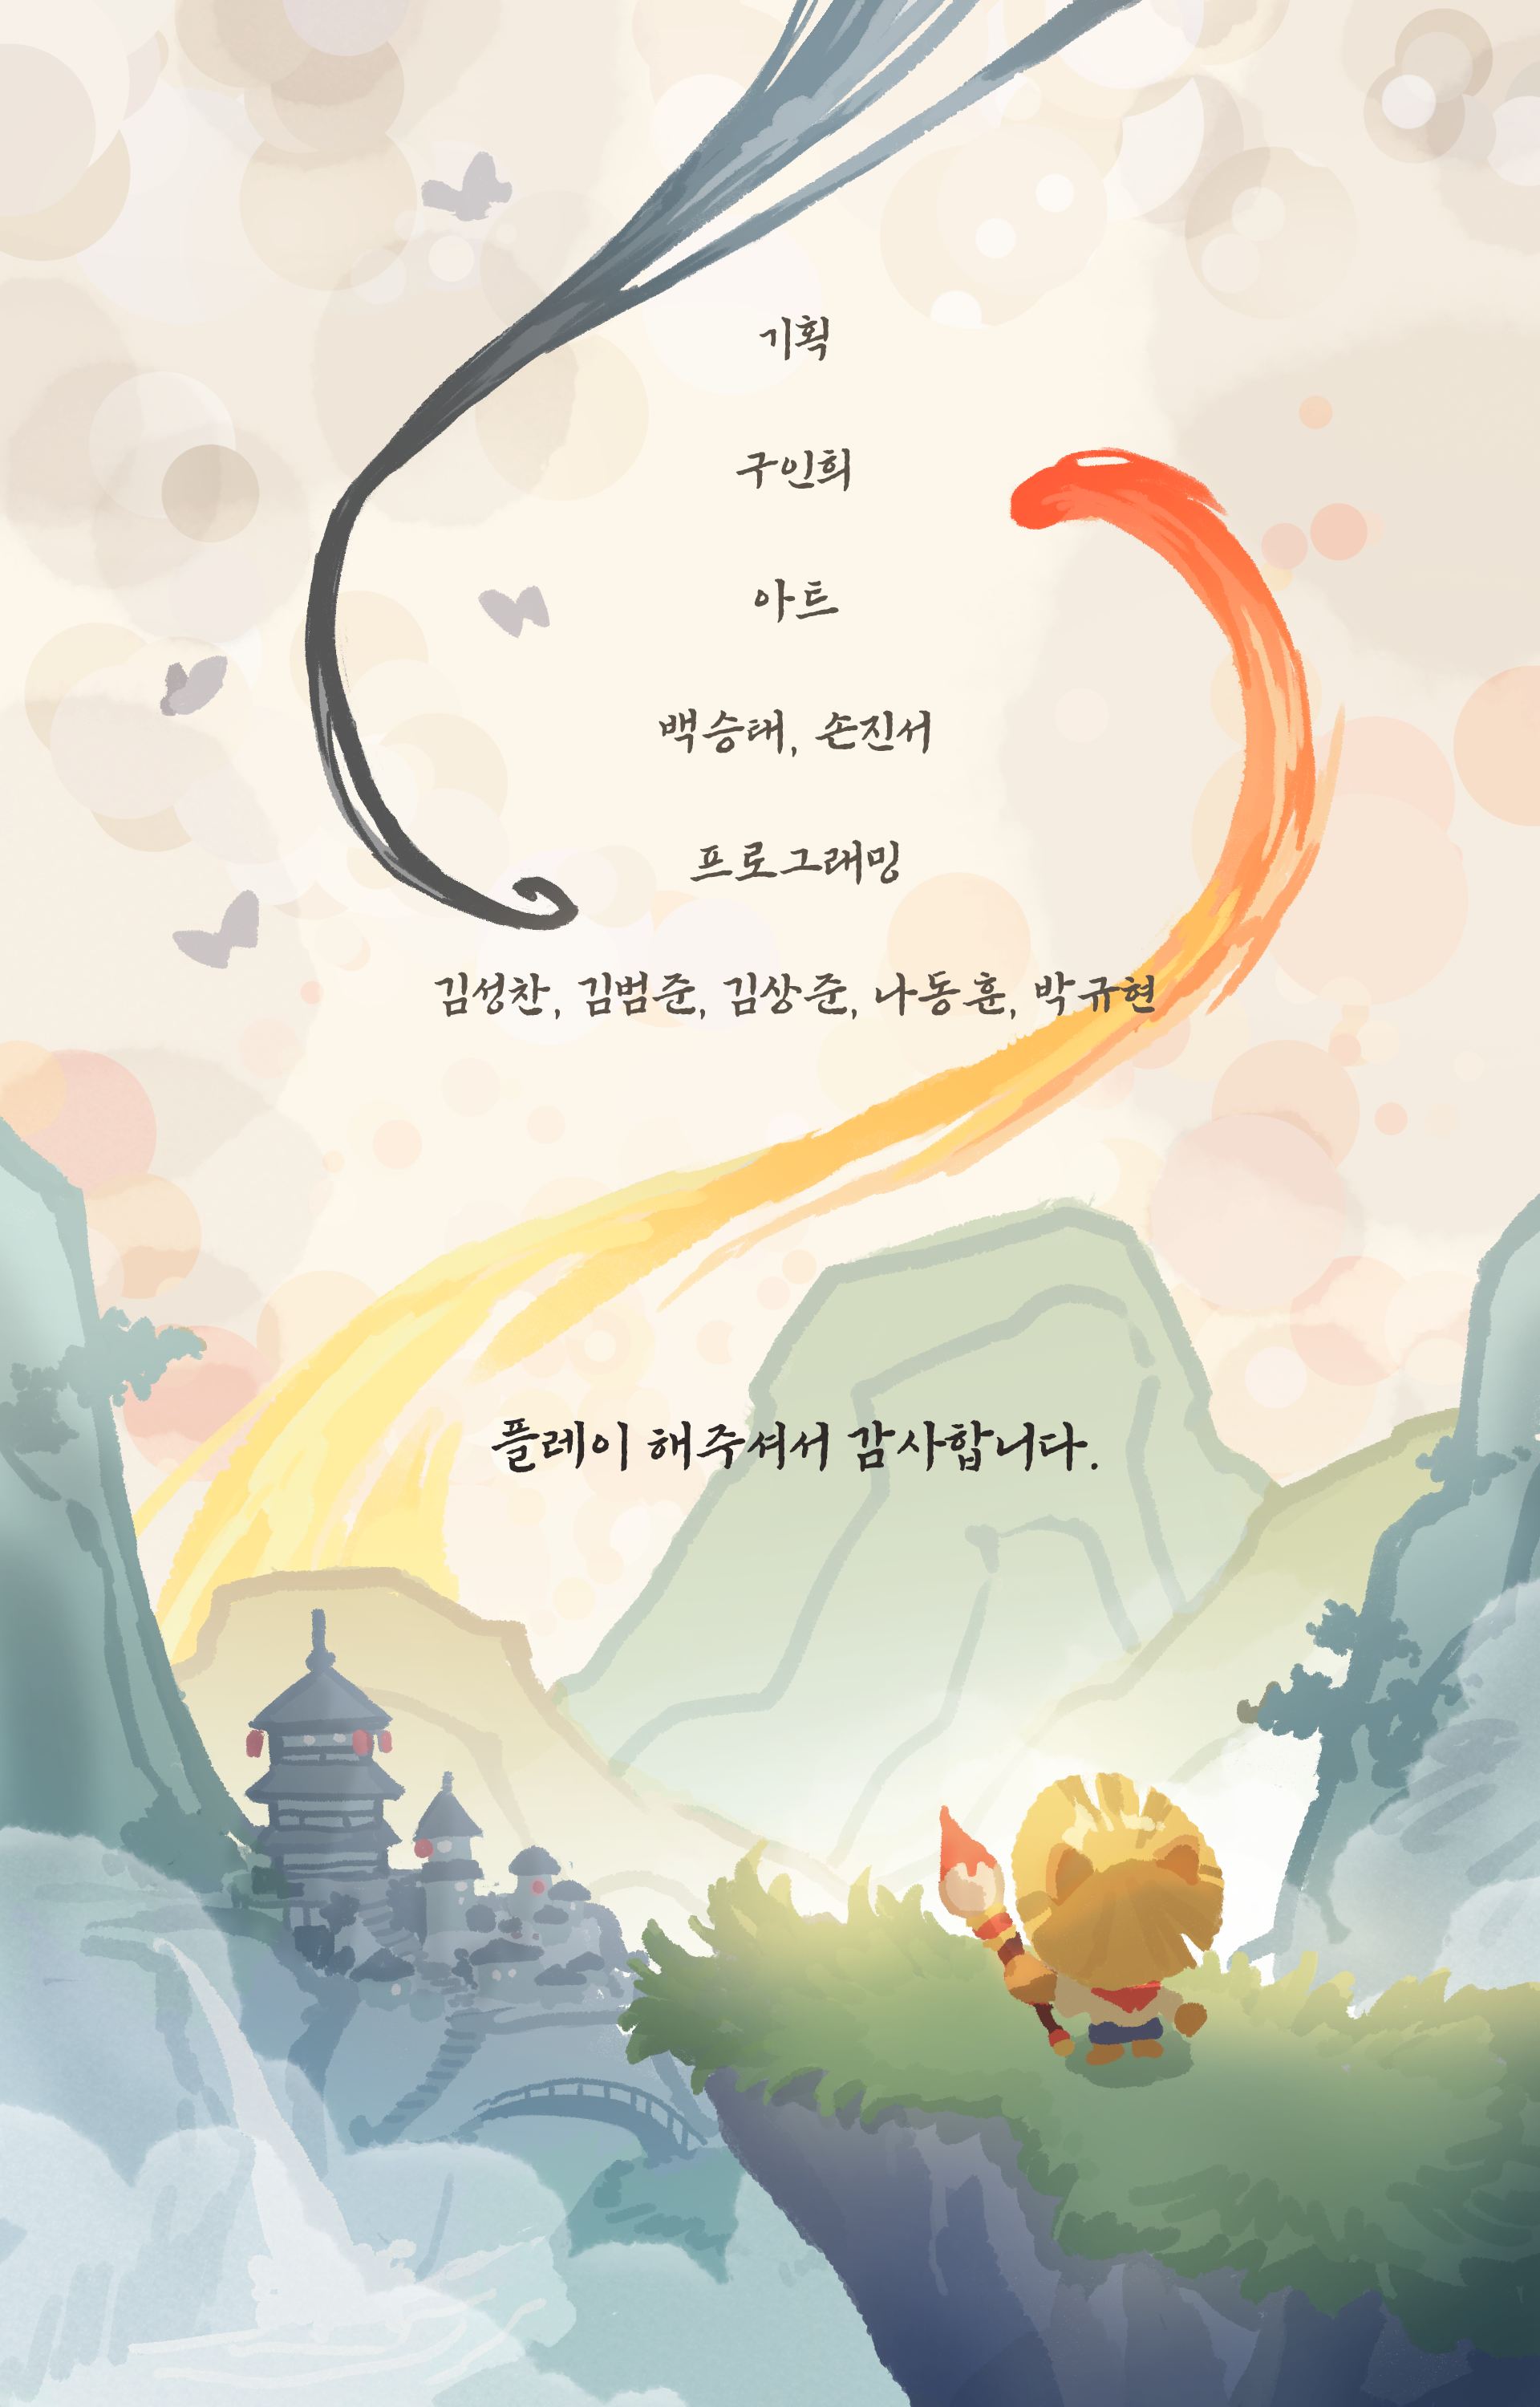 기획
구인희
아트
백승태, 손진서
프로그래밍
김성찬, 김범준, 김상준, 나동훈, 박규현
플레이 해주셔서 감사합니다.